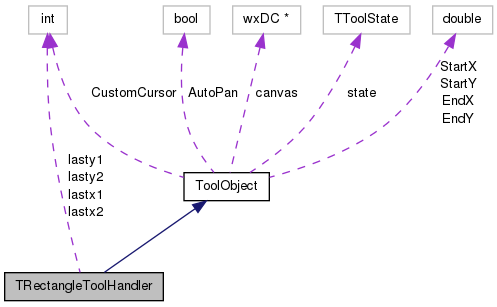 int
bool
wxDC *
TToolState
double
CustomCursor
AutoPan
canvas
state
StartX
StartY
EndX
EndY
lasty1
lasty2
lastx1
lastx2
ToolObject
TRectangleToolHandler